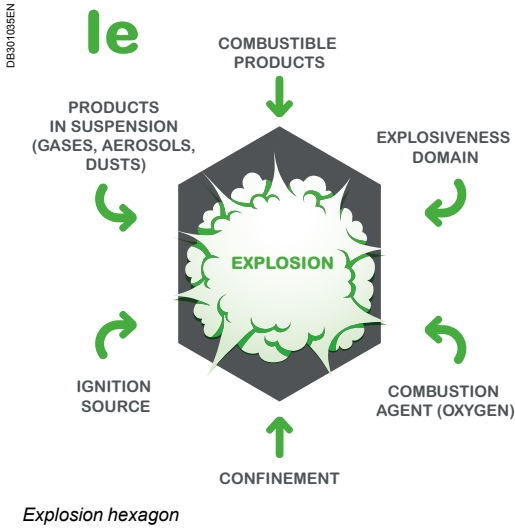 DB301035EN
le
COMBUSTIBLE
PRODUCTS
PRODUCTS
IN SUSPENSION
(GASES, AEROSOLS,
DUSTS)
EXPLOSIVENESS
DOMAIN
EXPLOSION
IGNITION
SOURCE
COMBUSTION
AGENT (OXYGEN)
CONFINEMENT
Explosion hexagon